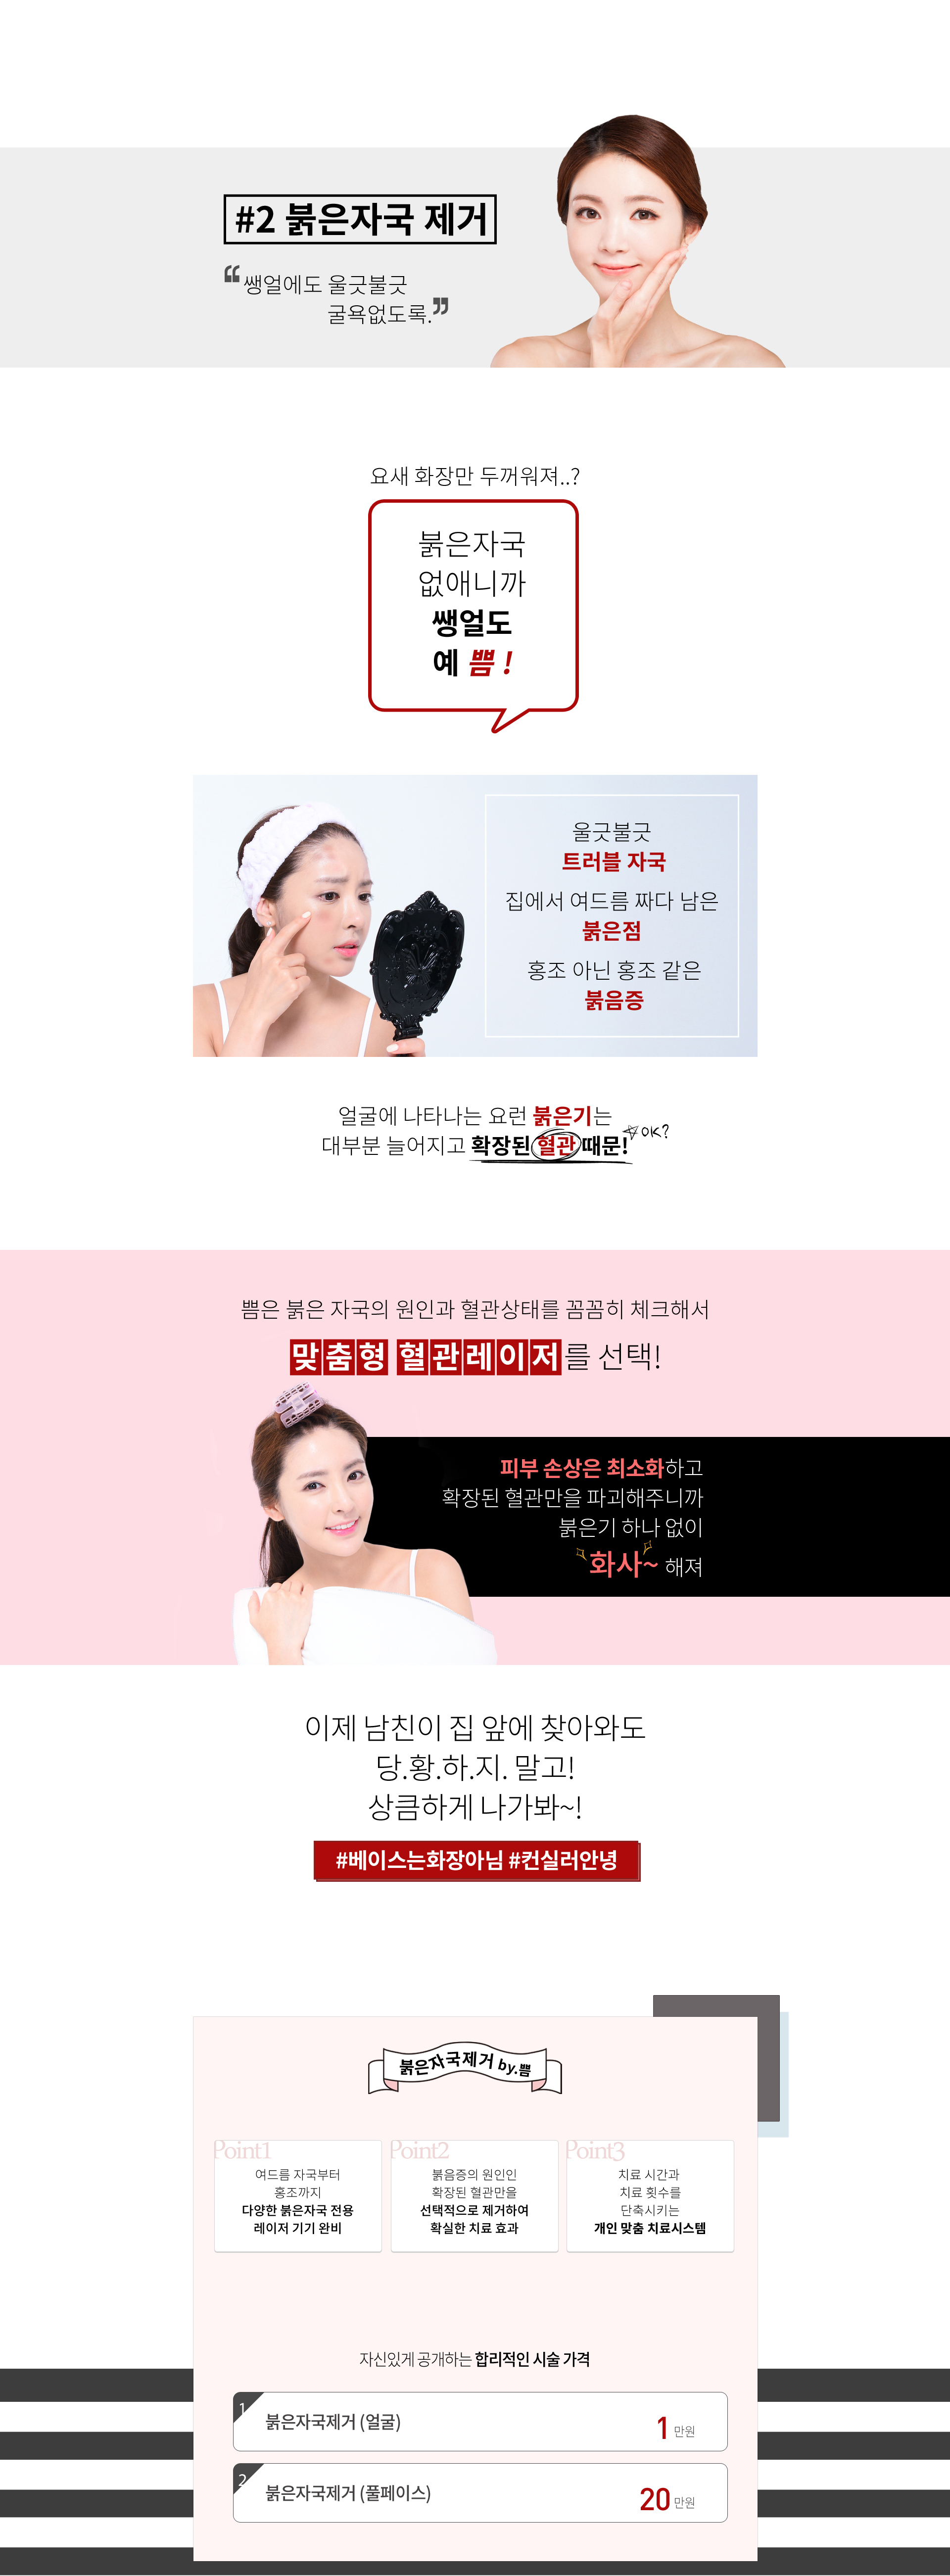 #2 붉은자국 제거
“ 쌩얼에도 울긋불긋
굴욕없도록.”
요새 화장만 두꺼워져..?
붉은자국
없애니까
쌩얼도
예 쁨 !
울긋불긋
트러블 자국
집에서 여드름 짜다 남은
붉은점
홍조 아닌 홍조 같은
붉음증
얼굴에 나타나는 요런 붉은기는
대부분 늘어지고 확장된 혈관 때문!
OK?
쁨은 붉은 자국의 원인과 혈관상태를 꼼꼼히 체크해서
맞춤형 혈관레이저를 선택!
피부 손상은 최소화하고
확장된 혈관만을 파괴해주니까
붉은기 하나 없이
화사~ 해져
이제 남친이 집 앞에 찾아와도
당.황.하.지. 말고!
상큼하게 나가봐~!
#베이스는화장아님 #컨실러안녕
붉은자국제거 by.쁨
Point1
여드름 자국부터
홍조까지
다양한 붉은자국 전용
레이저 기기 완비
Point2
붉음증의 원인인
확장된 혈관만을
선택적으로 제거하여
확실한 치료 효과
Point3
치료 시간과
치료 횟수를
단축시키는
개인 맞춤 치료시스템
자신있게 공개하는 합리적인 시술 가격
1 붉은자국제거 (얼굴) 1 만원
2 붉은자국제거 (풀페이스) 20 만원